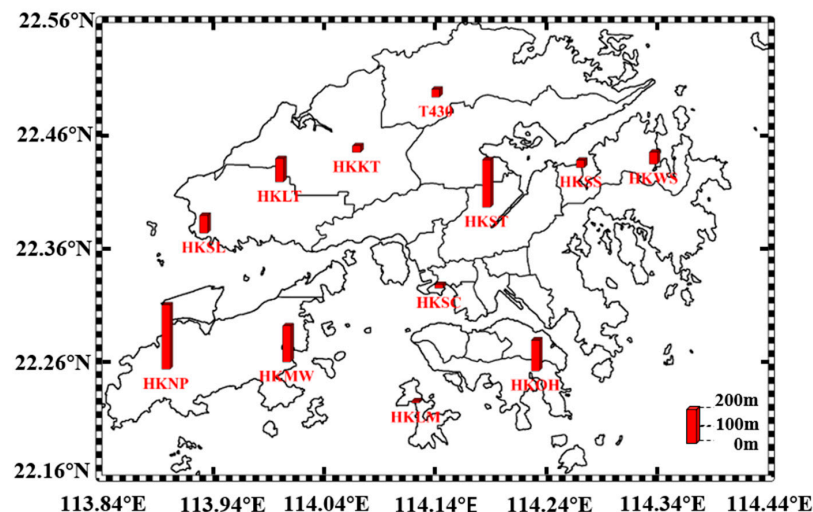 22.56°N
22.46°N
22.36°N
22.26°N
22.16°N
T430
HKKT
HKLT
HKSS
HKWS
HKST
HKSL
HKSC
HKNP
HKMW
HKOH
HKLM
200m
100m
0m
113.84°E 113.94°E 114.04°E 114.14°E 114.24°E 114.34°E 114.44°E